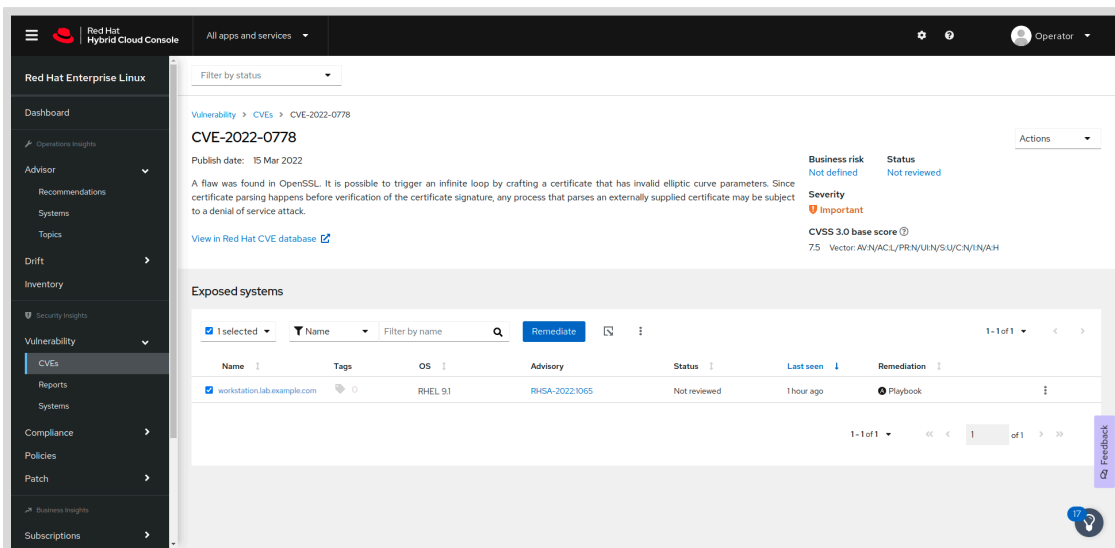 Red Hat
Hybrid Cloud Console
All apps and services
Operator
Red Hat Enterprise Linux
Dashboard
Operations Insights
Advisor
Recommendations
Systems
Topics
Drift
Inventory
Security Insights
Vulnerability
CVEs
Reports
Systems
Compliance
Policies
Patch
Business Insights
Subscriptions
Filter by status
Vulnerability > CVEs > CVE-2022-0778
CVE-2022-0778
Actions
Publish date: 15 Mar 2022
A flaw was found in OpenSSL. It is possible to trigger an infinite loop by crafting a certificate that has invalid elliptic curve parameters. Since
certificate parsing happens before verification of the certificate signature, any process that parses an externally supplied certificate may be subject
to a denial of service attack.
View in Red Hat CVE database
Business risk Status
Not defined Not reviewed
Severity
Important
CVSS 3.0 base score
7.5 Vector: AV:N/AC:L/PR:N/UI:N/S:U/C:N/I:N/A:H
Exposed systems
1 selected Name Filter by name Remediate 1 - 1 of 1
Name Tags OS Advisory Status Last seen Remediation
workstation.lab.example.com 0 RHEL 9.1 RHSA-2022:1065 Not reviewed 1 hour ago Playbook
1 - 1 of 1 1 of 1
Feedback
17